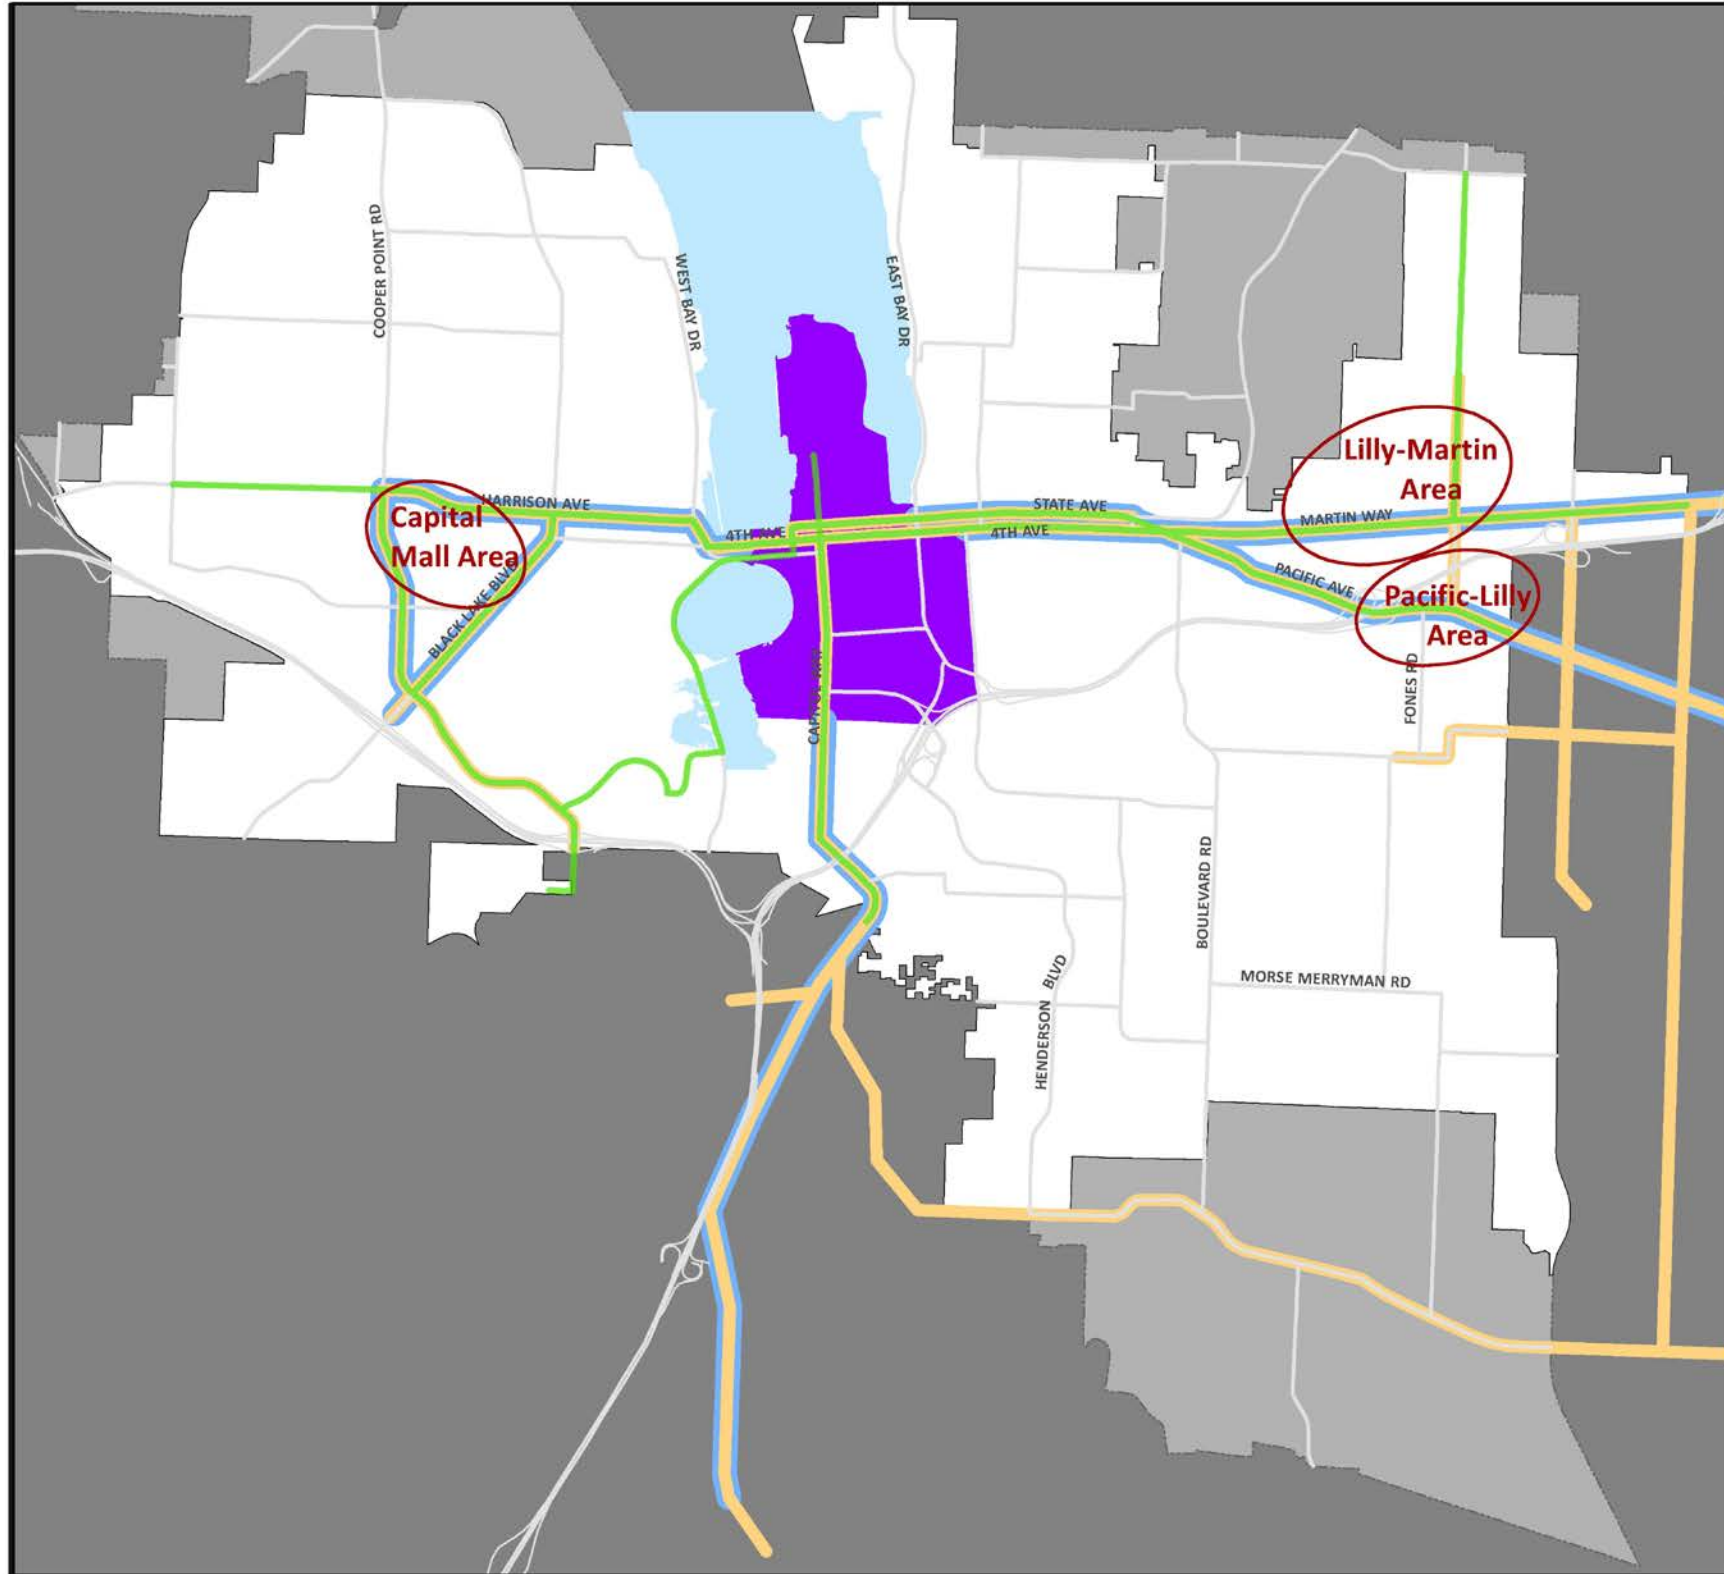 COOPER POINT RD
WEST BAY DR
EAST BAY DR
Lilly-Martin
Area
HARRISON AVE
Capital
Mall Area
4TH AVE
STATE AVE
4TH AVE
MARTIN WAY
BLACK LAKE BLVD
PACIFIC AVE
Pacific-Lilly
Area
CAPITOL WAY
FONES RD
BOULEVARD RD
HENDERSON BLVD
MORSE MERRYMAN RD